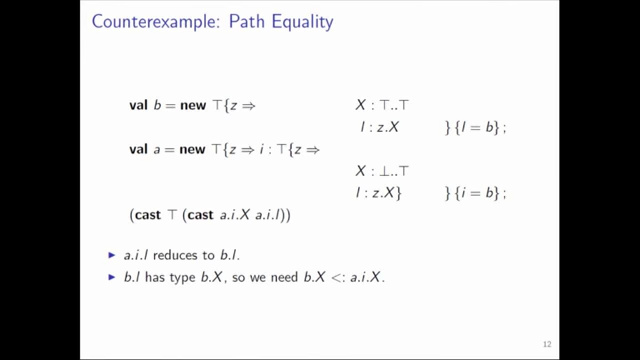 Counterexample: Path Equality
val b = new ⊤{z ⇒ X : ⊤..⊤
l : z.X }{l = b};
val a = new ⊤{z ⇒ i : ⊤{z ⇒
X : ⊥..⊤
l : z.X} }{i = b};
(cast ⊤ (cast a.i.X a.i.l))
▶ a.i.l reduces to b.l.
▶ b.l has type b.X, so we need b.X <: a.i.X.
12